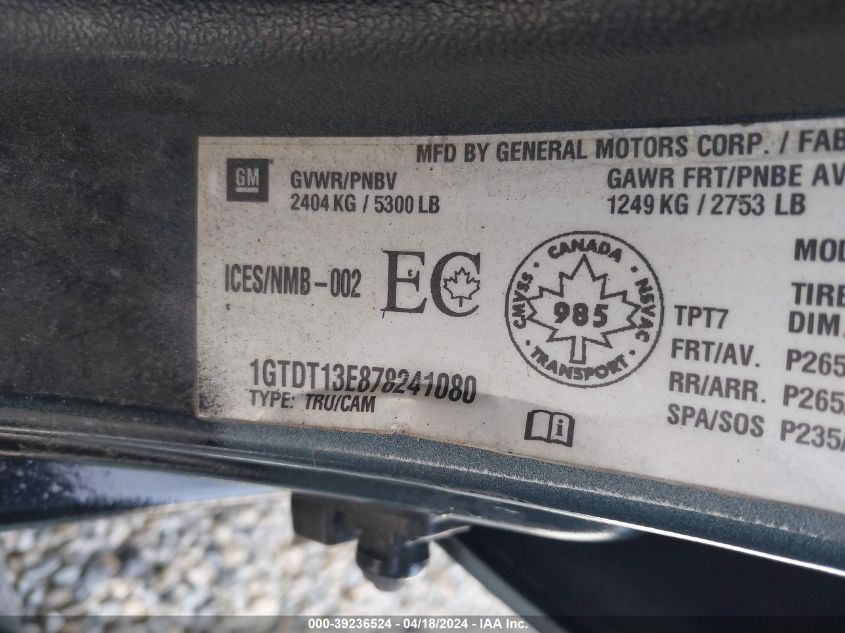 MFD BY GENERAL MOTORS CORP. / FAB
GM
GVWR/PNBV
2404 KG / 5300 LB
GAWR FRT/PNBE AV
1249 KG / 2753 LB
ICES/NMB-002
EC
CANADA
CMVSS
NSVAC
985
TRANSPORT
MOD
TPT7
TIRE
DIM.
FRT/AV. P265
RR/ARR. P265/
SPA/SOS P235/
1GTDT13E878241080
TYPE: TRU/CAM
i
000-39236524 / 04/18/2024 - IAAI Inc.